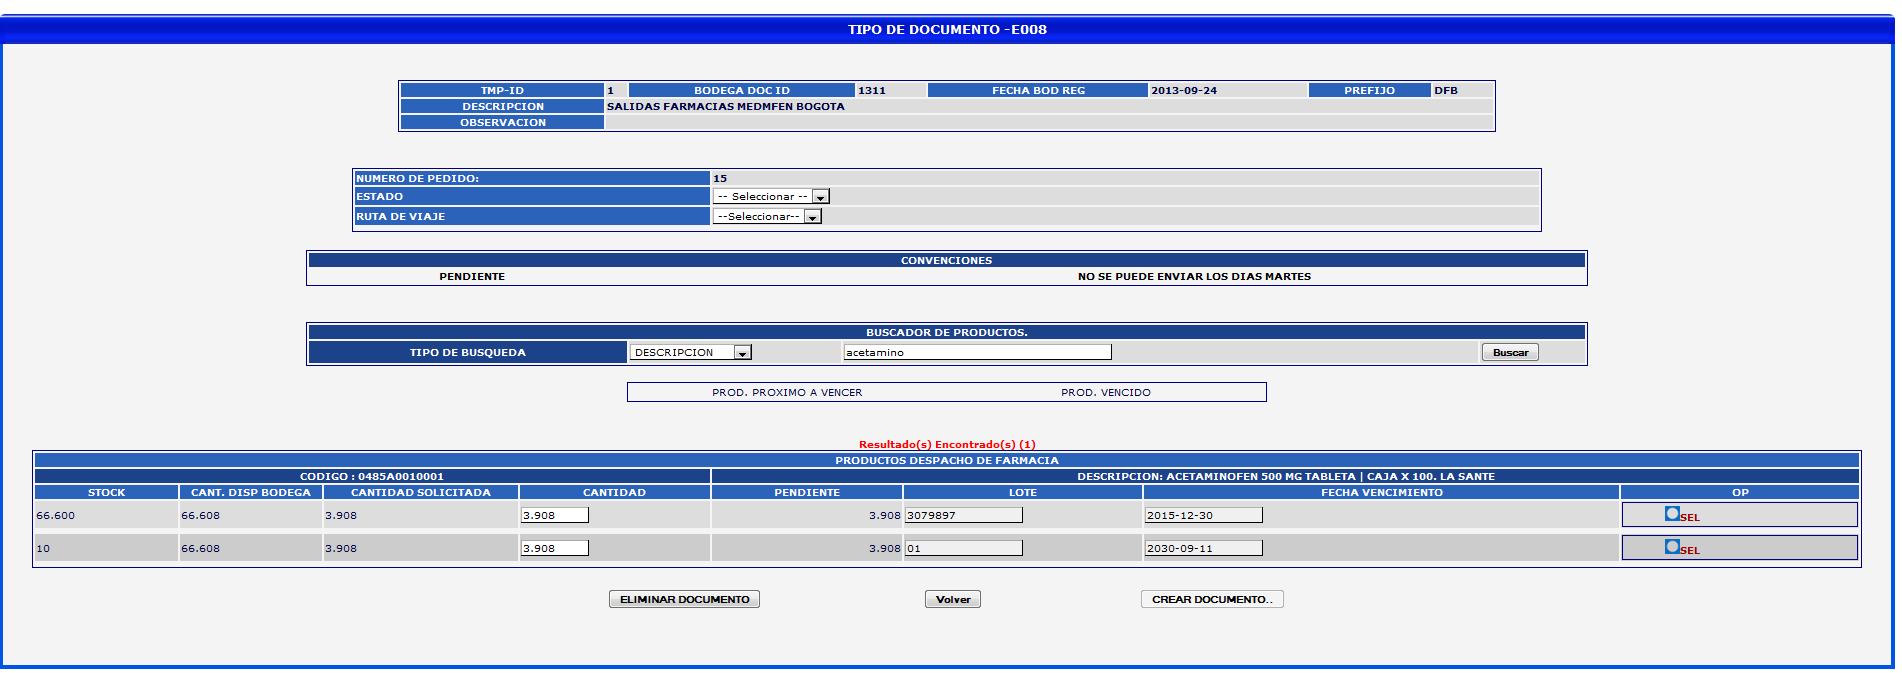 TIPO DE DOCUMENTO -E008
TMP-ID 1 BODEGA DOC ID 1311 FECHA BOD REG 2013-09-24 PREFIJO DFB
DESCRIPCION SALIDAS FARMACIAS MEDMFEN BOGOTA
OBSERVACION
NUMERO DE PEDIDO: 15
ESTADO -- Seleccionar --
RUTA DE VIAJE --Seleccionar--
CONVENCIONES
PENDIENTE NO SE PUEDE ENVIAR LOS DIAS MARTES
BUSCADOR DE PRODUCTOS.
TIPO DE BUSQUEDA DESCRIPCION acetamino Buscar
PROD. PROXIMO A VENCER PROD. VENCIDO
Resultado(s) Encontrado(s) (1)
PRODUCTOS DESPACHO DE FARMACIA
CODIGO : 0485A0010001 DESCRIPCION: ACETAMINOFEN 500 MG TABLETA | CAJA X 100. LA SANTE
STOCK CANT. DISP BODEGA CANTIDAD SOLICITADA CANTIDAD PENDIENTE LOTE FECHA VENCIMIENTO OP
66.600 66.608 3.908 3.908 3.908 3079897 2015-12-30 SEL
10 66.608 3.908 3.908 3.908 01 2030-09-11 SEL
ELIMINAR DOCUMENTO Volver CREAR DOCUMENTO..